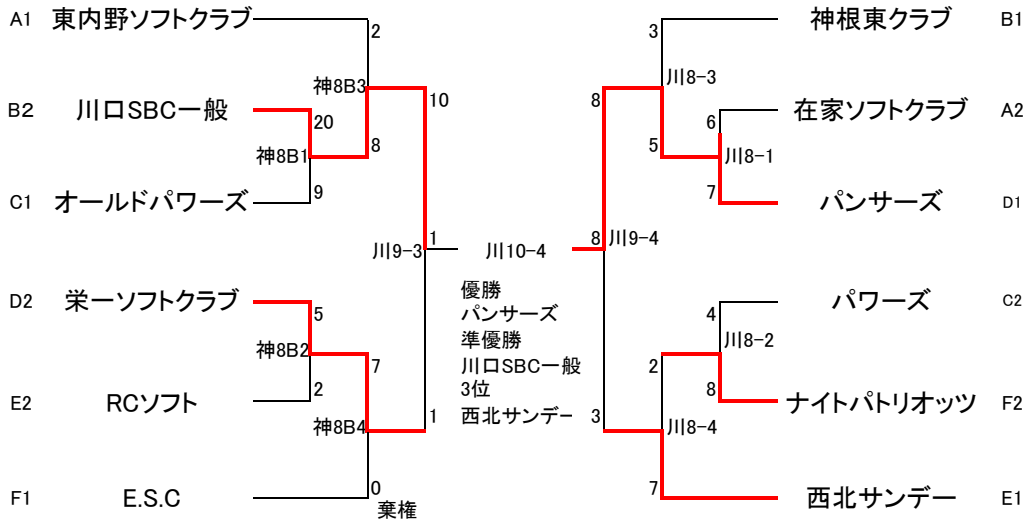 A1 東内野ソフトクラブ 2 3 神根東クラブ B1
神8B3 10 8 川8-3
B2 川口SBC一般 20 6 在家ソフトクラブ A2
神8B1 8 5 川8-1
C1 オールドパワーズ 9 7 パンサーズ D1
川9-3 1 川10-4 8 川9-4
優勝
パンサーズ
準優勝
川口SBC一般
3位
西北サンデー
D2 栄一ソフトクラブ 5 4 パワーズ C2
神8B2 7 2 川8-2
E2 RCソフト 2 8 ナイトパトリオッツ F2
神8B4 1 3 川8-4
F1 E.S.C 0 7 西北サンデー E1
棄権